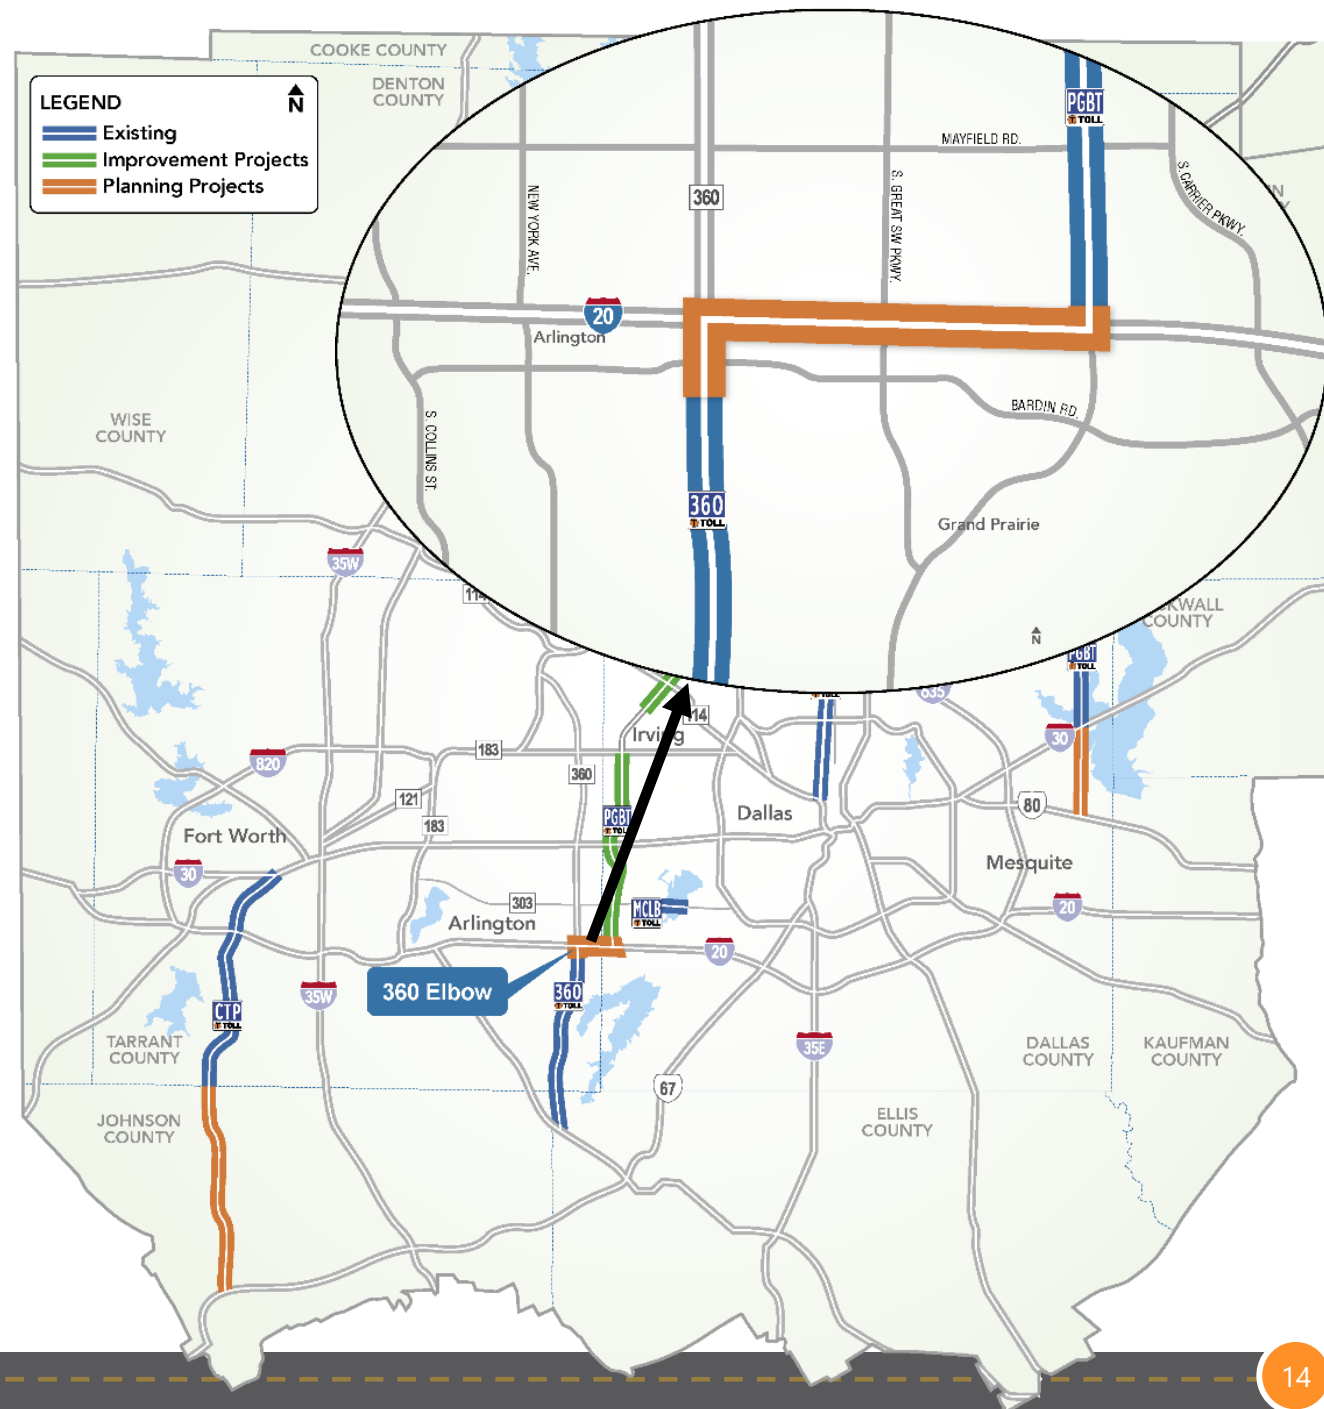 COOKE COUNTY
DENTON
COUNTY
LEGEND
N
Existing
Improvement Projects
Planning Projects
PGBT
TOLL
MAYFIELD RD.
S. CARRIER PKWY.
360
S. GREAT SW PKWY.
NEW YORK AVE.
20
Arlington
BARDIN RD.
S. COLLINS ST.
WISE
COUNTY
360
TOLL
Grand Prairie
N
35W
114
KWALL
COUNTY
PGBT
TOLL
635
TOLL
114
Irving
30
183
820
360
121
80
183
PGBT
TOLL
Dallas
Fort Worth
Mesquite
30
303
MCLB
TOLL
20
Arlington
20
360 Elbow
360
TOLL
35W
CTP
TOLL
35E
TARRANT
COUNTY
DALLAS
COUNTY
KAUFMAN
COUNTY
67
JOHNSON
COUNTY
ELLIS
COUNTY
14